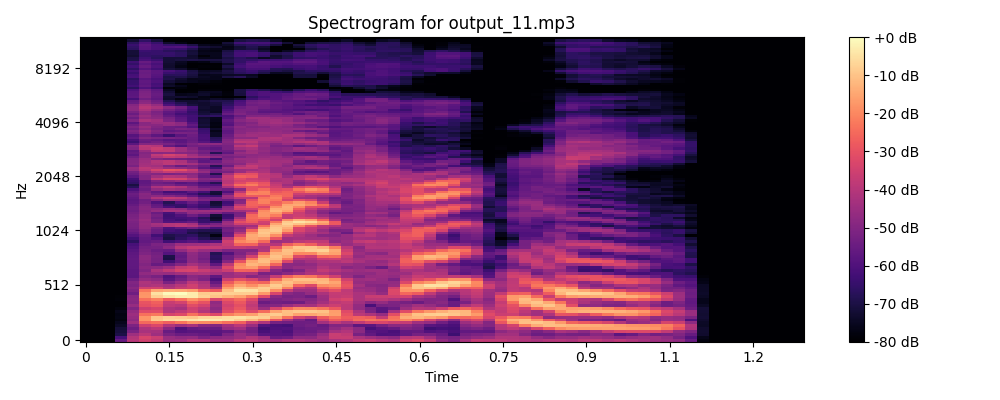 Spectrogram for output_11.mp3
Hz
8192
4096
2048
1024
512
0
0 0.15 0.3 0.45 0.6 0.75 0.9 1.1 1.2
Time
+0 dB
-10 dB
-20 dB
-30 dB
-40 dB
-50 dB
-60 dB
-70 dB
-80 dB